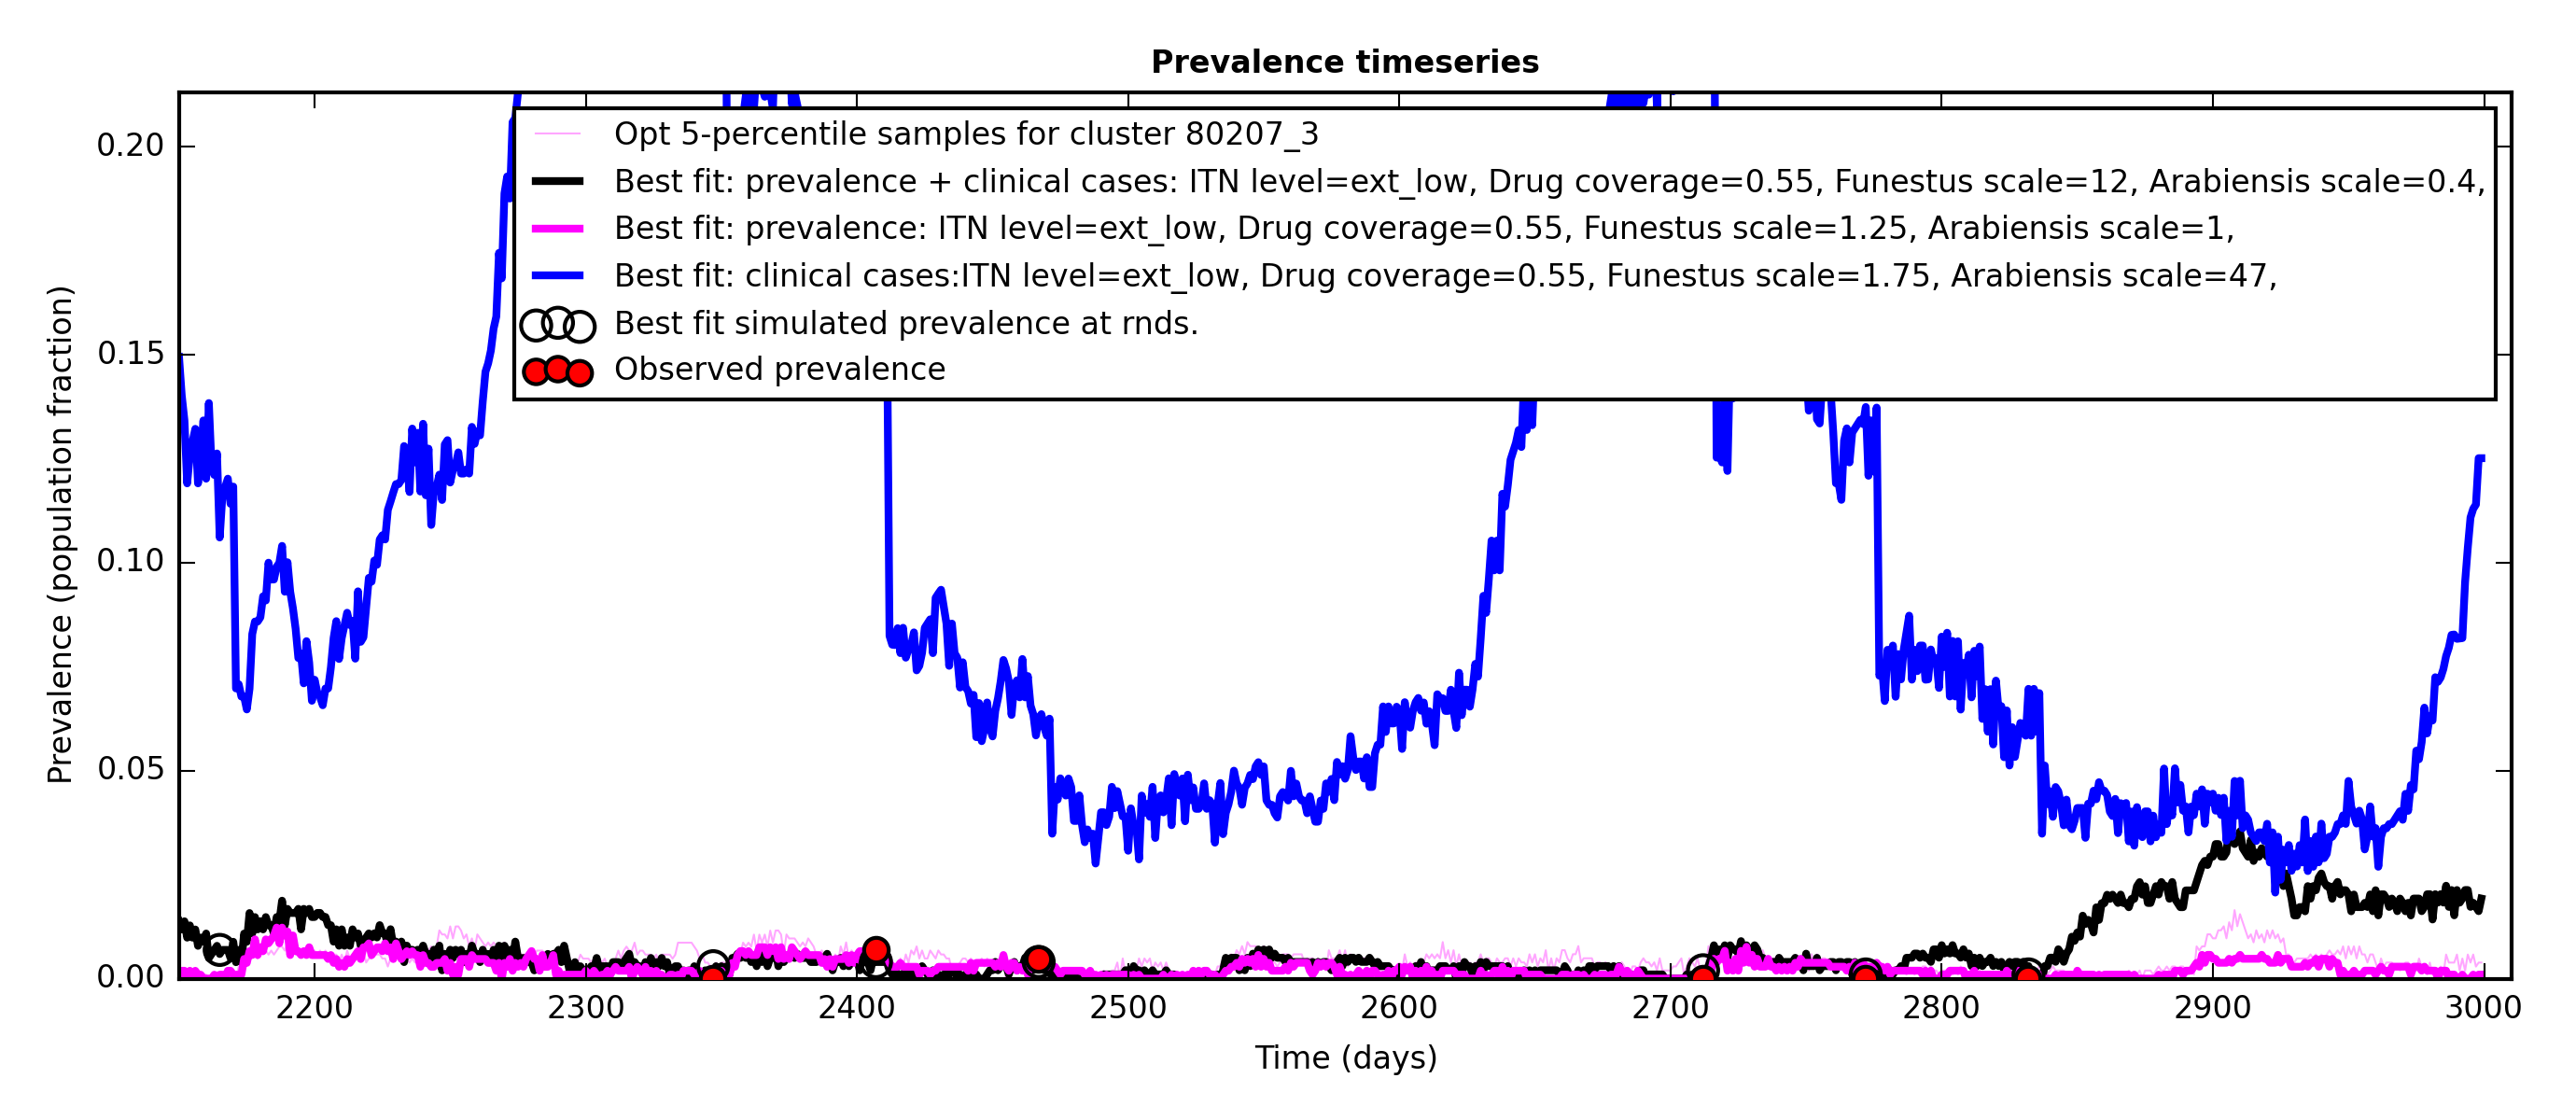 Prevalence timeseries
Opt 5-percentile samples for cluster 80207_3
Best fit: prevalence + clinical cases: ITN level=ext_low, Drug coverage=0.55, Funestus scale=12, Arabiensis scale=0.4,
Best fit: prevalence: ITN level=ext_low, Drug coverage=0.55, Funestus scale=1.25, Arabiensis scale=1,
Best fit: clinical cases:ITN level=ext_low, Drug coverage=0.55, Funestus scale=1.75, Arabiensis scale=47,
Best fit simulated prevalence at rnds.
Observed prevalence
Prevalence (population fraction)
0.20
0.15
0.10
0.05
0.00
2200 2300 2400 2500 2600 2700 2800 2900 3000
Time (days)